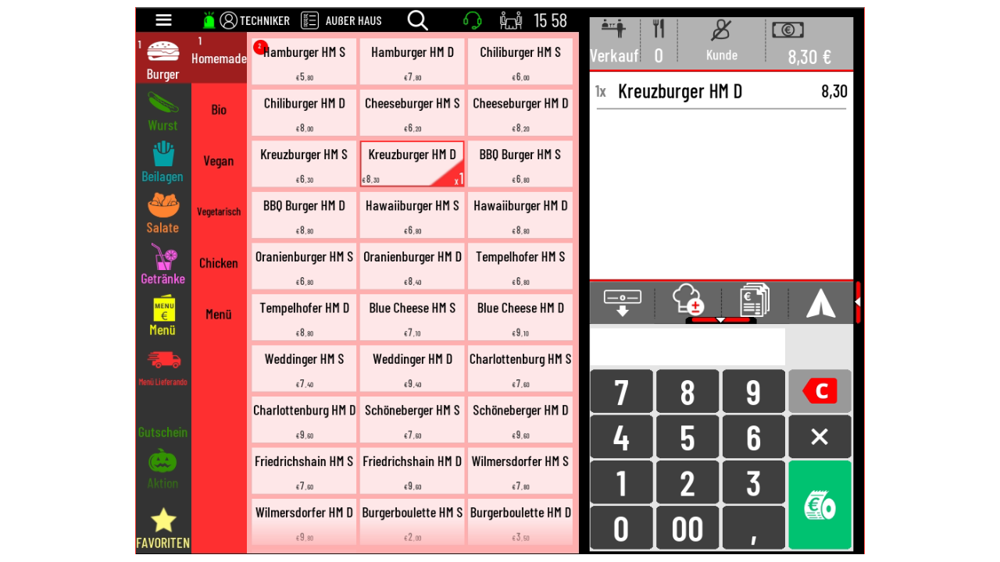 TECHNIKER AUßER HAUS 15 58
1 Burger
Wurst
Beilagen
Salate
Getränke
MENU
€
Menü
Menü Lieferando
Gutschein
Aktion
FAVORITEN
1
Homemade
Bio
Vegan
Vegetarisch
Chicken
Menü
2
Hamburger HM S Hamburger HM D Chiliburger HM S
€5,80 €7,80 €6,00
Chiliburger HM D Cheeseburger HM S Cheeseburger HM D
€8,00 €6,20 €8,20
Kreuzburger HM S Kreuzburger HM D BBQ Burger HM S
€6,30 €8,30 x1 €6,80
BBQ Burger HM D Hawaiiburger HM S Hawaiiburger HM D
€8,80 €6,80 €8,80
Oranienburger HM S Oranienburger HM D Tempelhofer HM S
€6,80 €8,40 €6,80
Tempelhofer HM D Blue Cheese HM S Blue Cheese HM D
€8,80 €7,10 €9,10
Weddinger HM S Weddinger HM D Charlottenburg HM S
€7,40 €9,40 €7,60
Charlottenburg HM D Schöneberger HM S Schöneberger HM D
€9,60 €7,60 €9,60
Friedrichshain HM S Friedrichshain HM D Wilmersdorfer HM S
€7,60 €9,60 €7,80
Wilmersdorfer HM D Burgerboulette HM S Burgerboulette HM D
€9,80 €2,00 €3,50
Verkauf 0 Kunde 8,30 €
1x Kreuzburger HM D 8,30
7 8 9 C
4 5 6 ×
1 2 3
0 00 ,